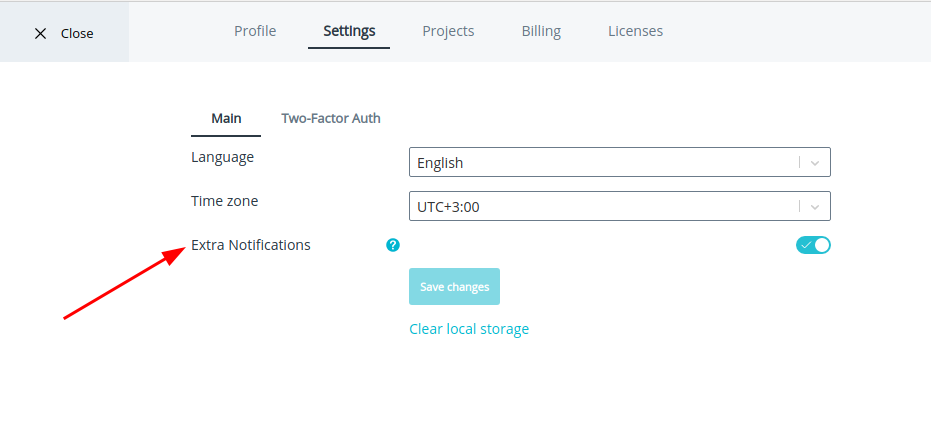 Close
Profile Settings Projects Billing Licenses
Main Two-Factor Auth
Language English
Time zone UTC+3:00
Extra Notifications ?
Save changes
Clear local storage